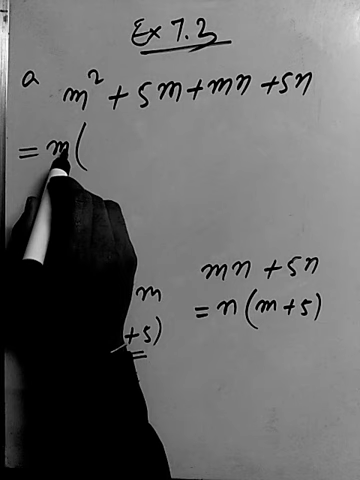 Ex 7.3
a m² + 5m + mn + 5n
= m (
m
+ 5)
=
mn + 5n
= n (m + 5)